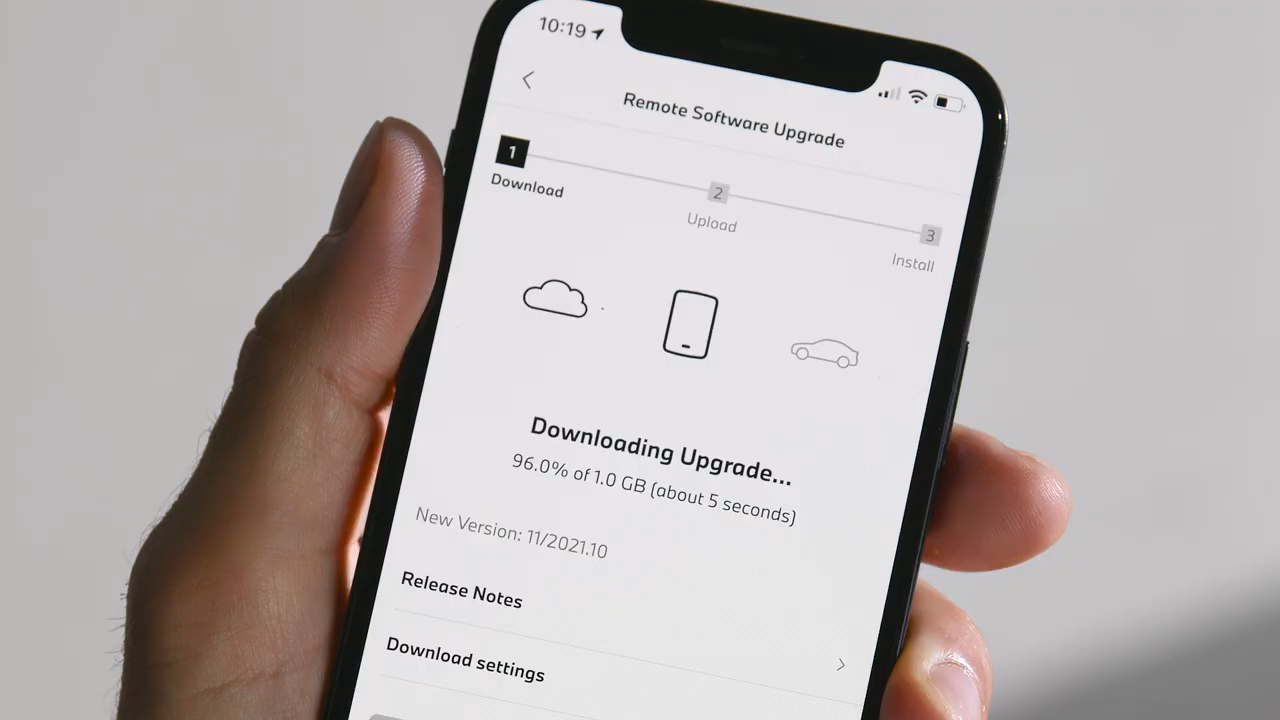 10:19
Remote Software Upgrade
1
2
3
Download
Upload
Install
Downloading Upgrade...
96.0% of 1.0 GB (about 5 seconds)
New Version: 11/2021.10
Release Notes
Download settings